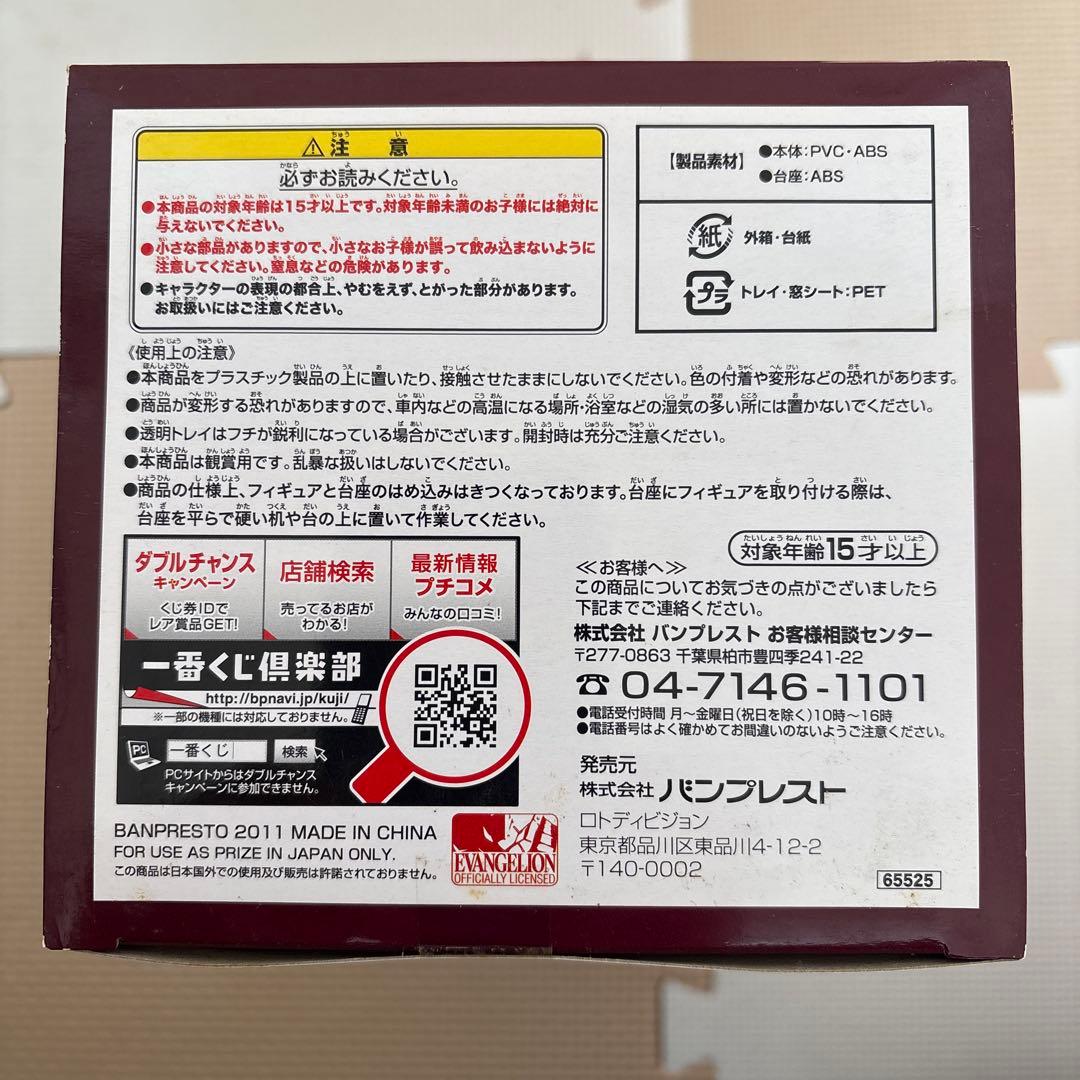 ⚠注意
必ずお読みください。
●本商品の対象年齢は15才以上です。対象年齢未満のお子様には絶対に
与えないでください。
●小さな部品がありますので、小さなお子様が誤って飲み込まないように
注意してください。窒息などの危険があります。
●キャラクターの表現の都合上、やむをえず、とがった部分があります。
お取扱いにはご注意ください。
【製品素材】
●本体:PVC・ABS
●台座:ABS
紙 外箱・台紙
プラ トレイ・窓シート:PET
《使用上の注意》
●本商品をプラスチック製品の上に置いたり、接触させたままにしないでください。色の付着や変形などの恐れがあります。
●商品が変形する恐れがありますので、車内などの高温になる場所・浴室などの湿気の多い所には置かないでください。
●透明トレイはフチが鋭利になっている場合がございます。開封時は充分ご注意ください。
●本商品は観賞用です。乱暴な扱いはしないでください。
●商品の仕様上、フィギュアと台座のはめ込みはきつくなっております。台座にフィギュアを取り付ける際は、
台座を平らで硬い机や台の上に置いて作業してください。
ダブルチャンス
キャンペーン
くじ券IDで
レア賞品GET!
店舗検索
売ってるお店が
わかる!
最新情報
プチコメ
みんなの口コミ!
一番くじ倶楽部
http://bpnavi.jp/kuji/
※一部の機種には対応しておりません。
PC 一番くじ 検索
PCサイトからはダブルチャンス
キャンペーンに参加できません。
対象年齢15才以上
≪お客様へ≫
この商品についてお気づきの点がございましたら
下記までご連絡ください。
株式会社 バンプレスト お客様相談センター
〒277-0863 千葉県柏市豊四季241-22
☎ 04-7146-1101
●電話受付時間 月〜金曜日(祝日を除く)10時〜16時
●電話番号はよく確かめてお間違いのないようご注意ください。
発売元
株式会社 バンプレスト
ロトディビジョン
東京都品川区東品川4-12-2
〒140-0002
BANPRESTO 2011 MADE IN CHINA
FOR USE AS PRIZE IN JAPAN ONLY.
この商品は日本国外での使用及び販売は許諾されておりません。
EVANGELION
OFFICIALLY LICENSED
65525